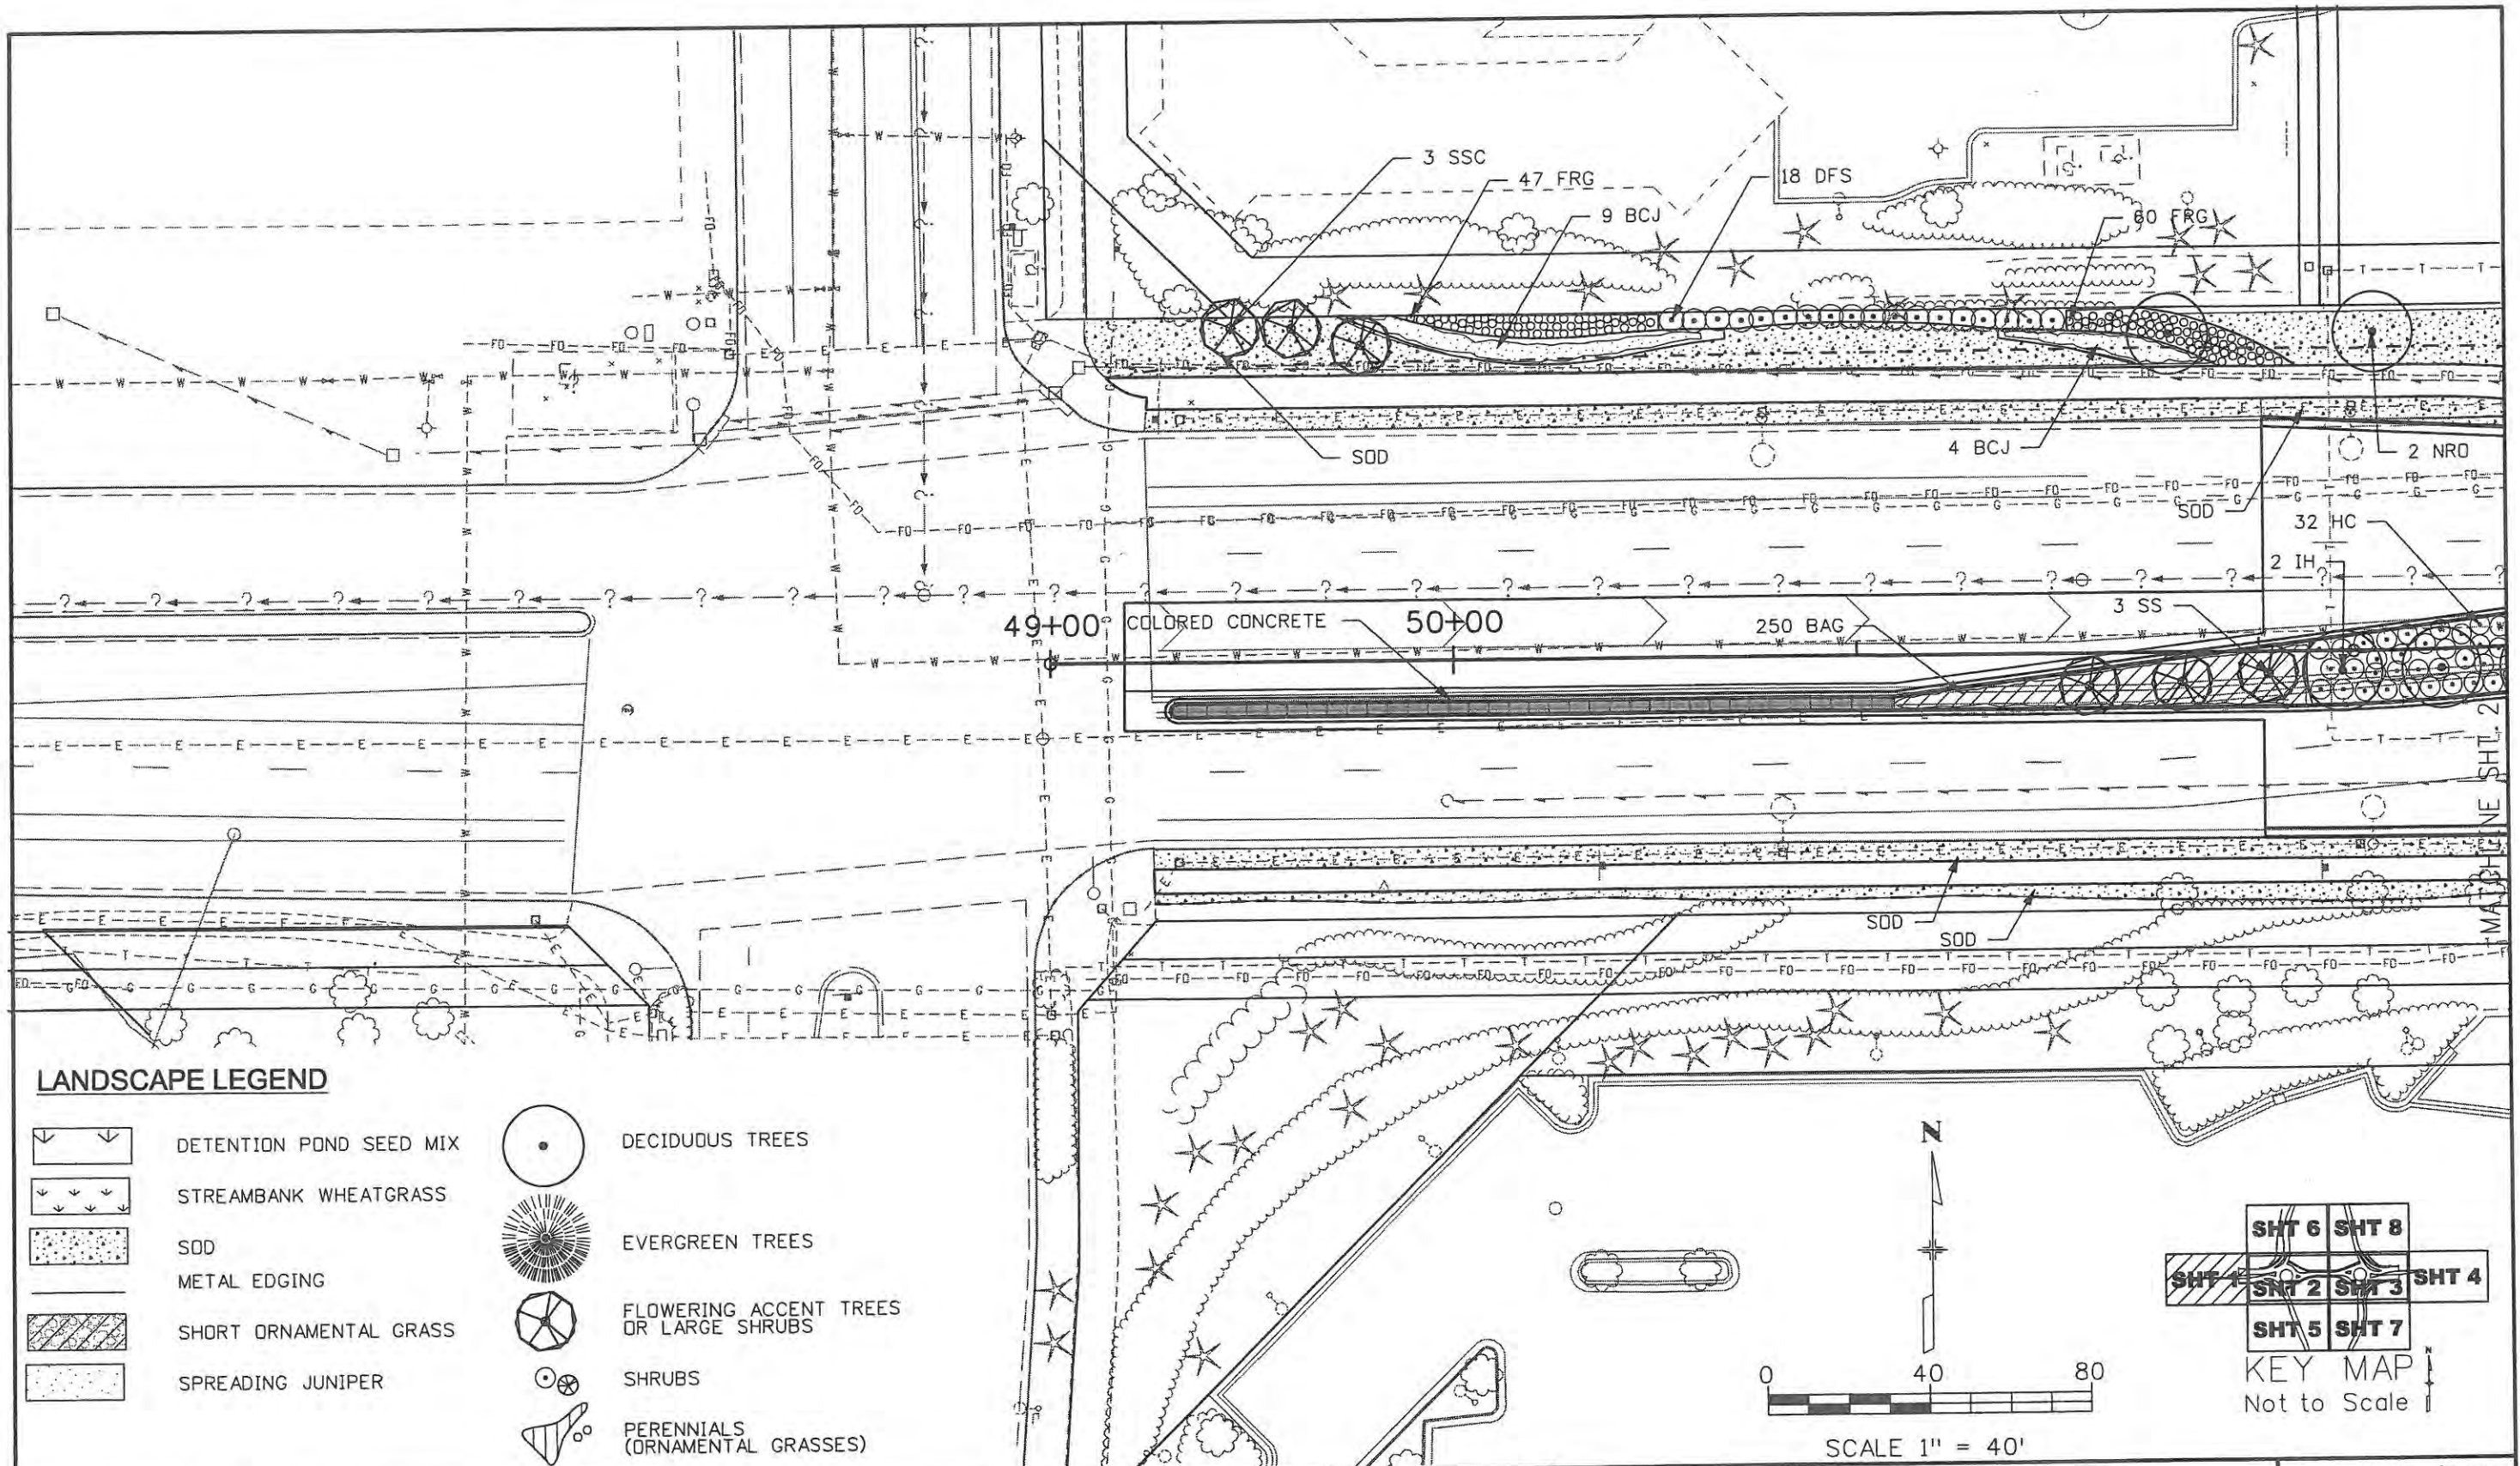 3 SSC
47 FRG
18 DFS
9 BCJ
60 FRG
SOD
4 BCJ
2 NRO
SOD
32 HC
2 IH
3 SS
49+00
COLORED CONCRETE
50+00
250 BAG
SOD
SOD
MATCHLINE SHT. 2
LANDSCAPE LEGEND
DETENTION POND SEED MIX
STREAMBANK WHEATGRASS
SOD
METAL EDGING
SHORT ORNAMENTAL GRASS
SPREADING JUNIPER
DECIDUOUS TREES
EVERGREEN TREES
FLOWERING ACCENT TREES
OR LARGE SHRUBS
SHRUBS
PERENNIALS
(ORNAMENTAL GRASSES)
N
0 40 80
SCALE 1" = 40'
SHT 6 SHT 8
SHT 1 SHT 2 SHT 3 SHT 4
SHT 5 SHT 7
KEY MAP
N
Not to Scale